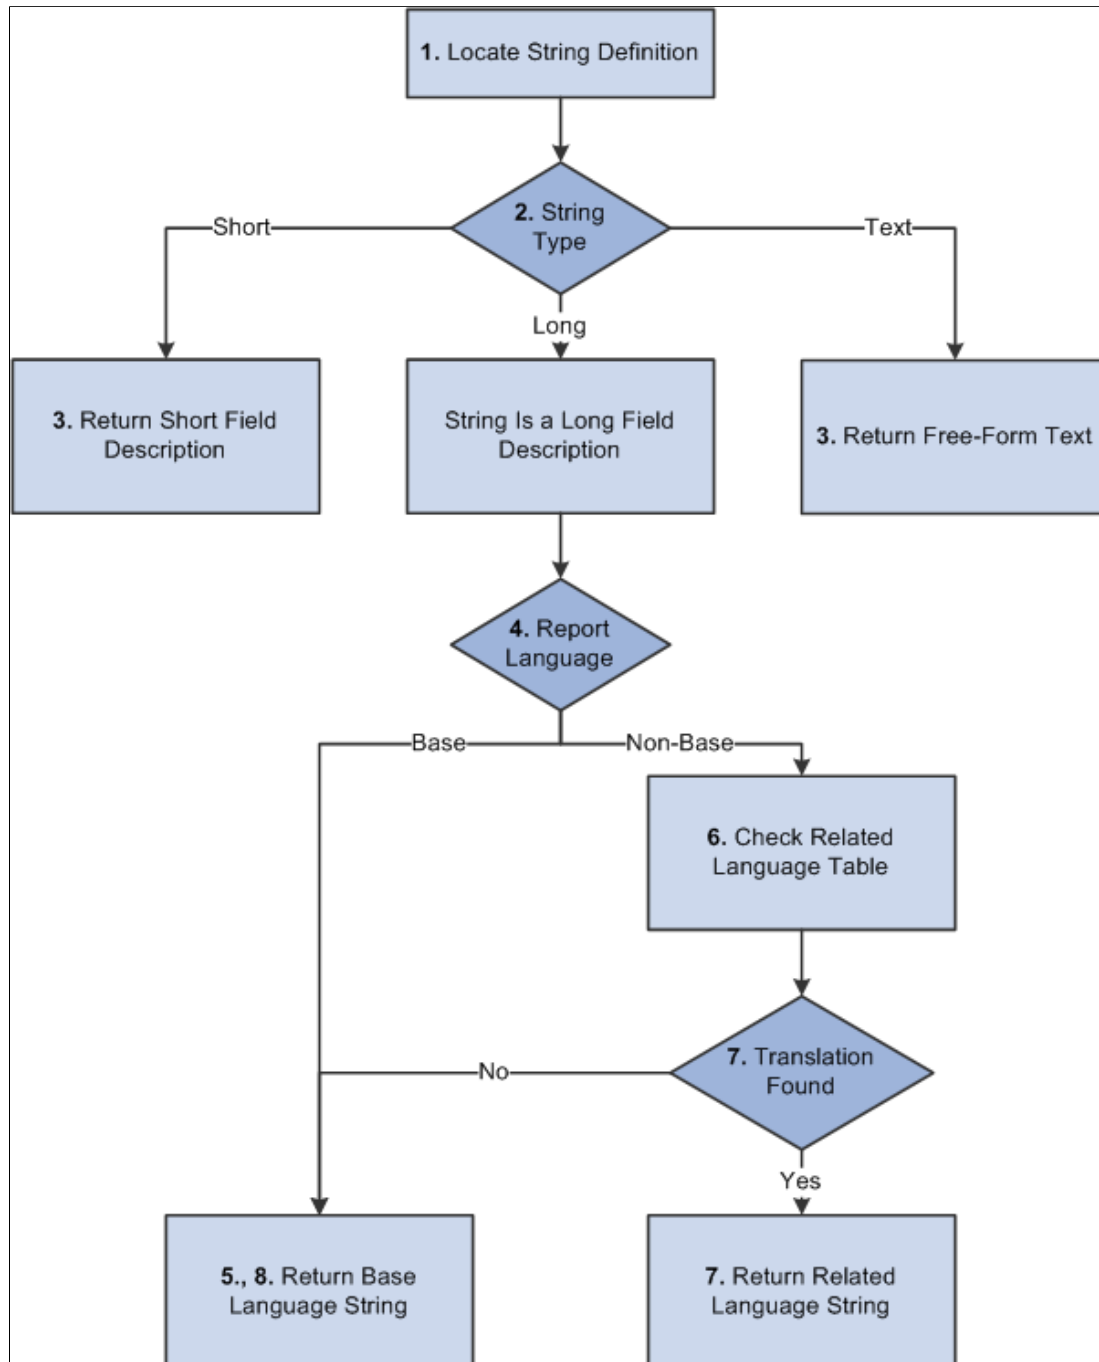 1. Locate String Definition
2. String
Type
Short
Text
Long
3. Return Short Field
Description
String Is a Long Field
Description
3. Return Free-Form Text
4. Report
Language
Base
Non-Base
6. Check Related
Language Table
7. Translation
Found
No
Yes
5., 8. Return Base
Language String
7. Return Related
Language String